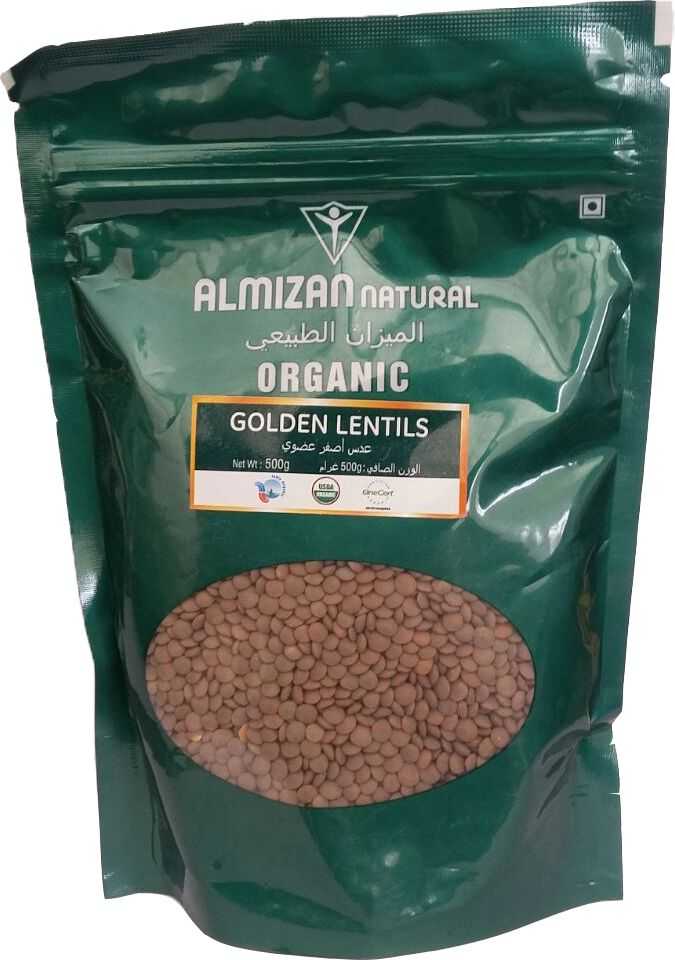 ALMIZAN NATURAL
الميزان الطبيعي
ORGANIC
GOLDEN LENTILS
عدس أصفر عضوي
Net Wt : 500g الوزن الصافي: 500g غرام
USDA
ORGANIC
OneCert